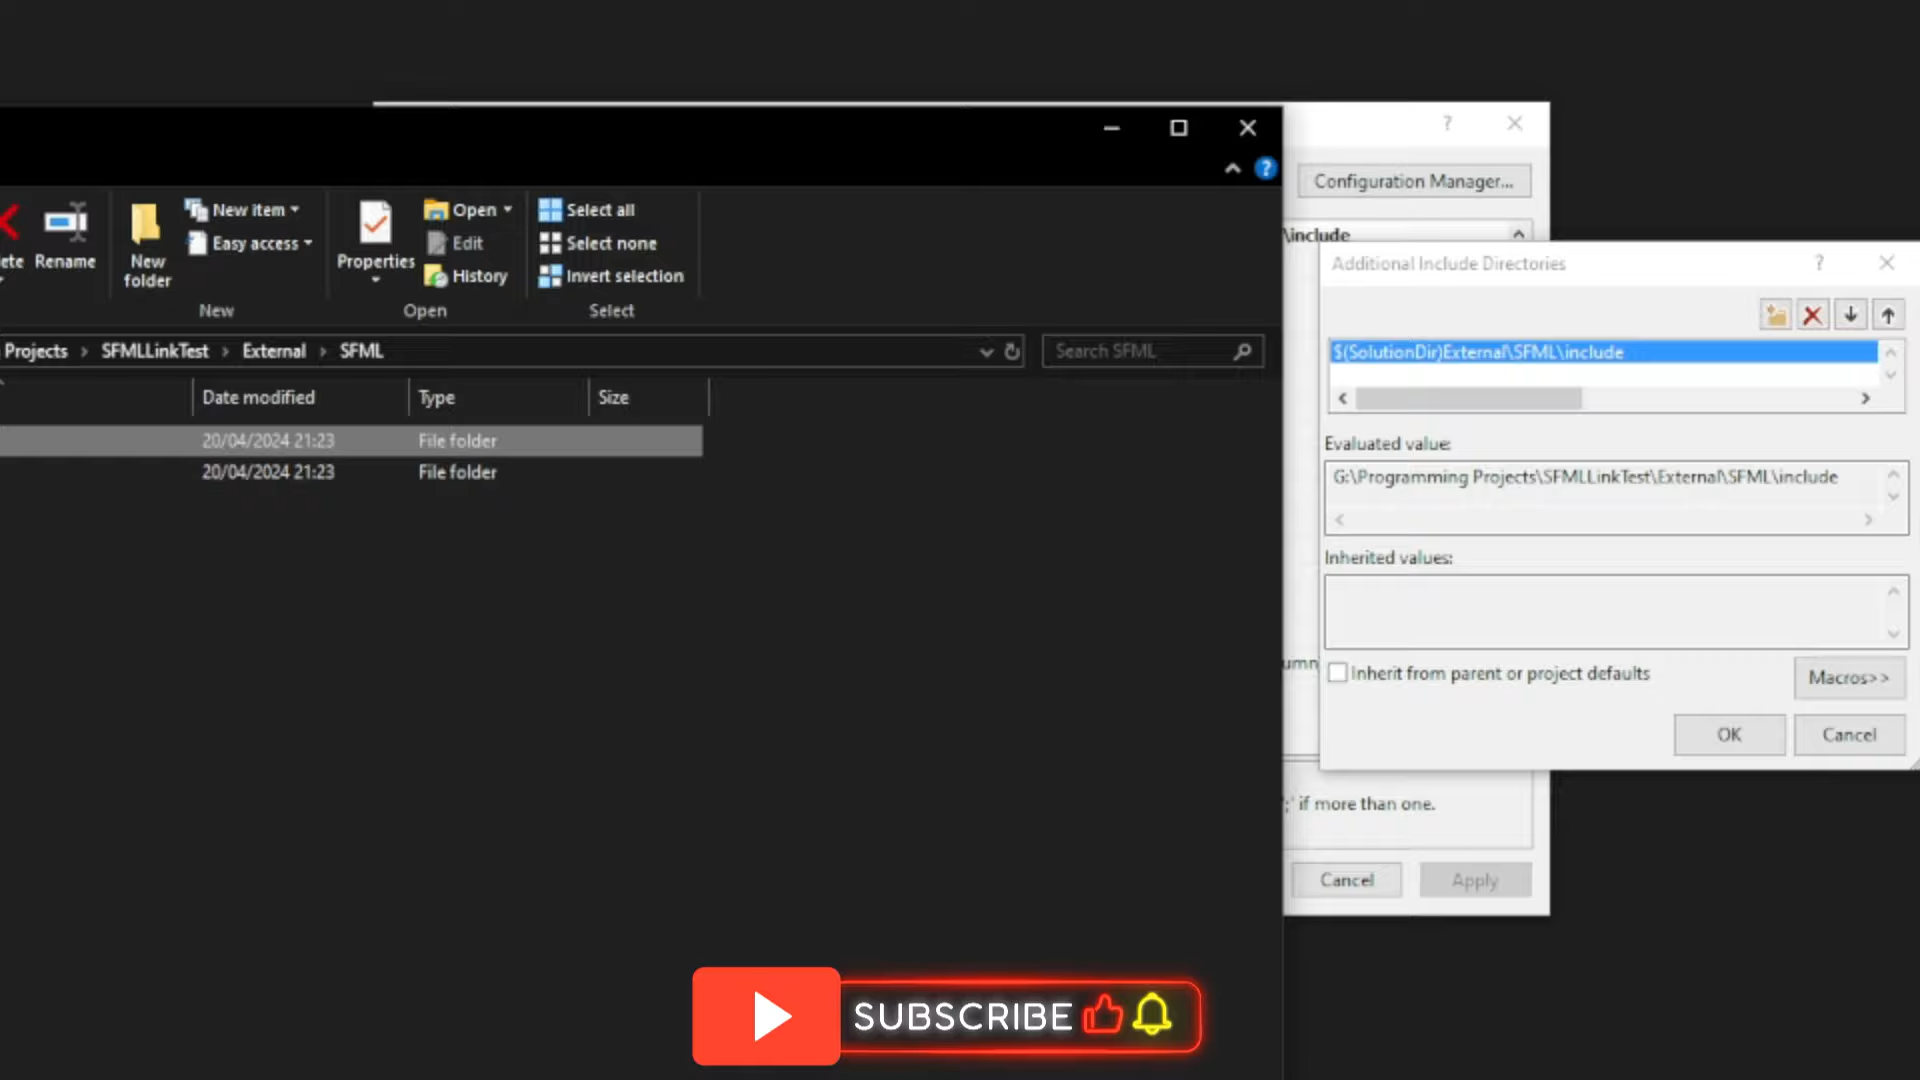 ete
Rename
New
folder
New item
Easy access
New
Properties
Open
Edit
History
Open
Select all
Select none
Invert selection
Select
Projects > SFMLLinkTest > External > SFML
Search SFML
Date modified
Type
Size
20/04/2024 21:23
File folder
20/04/2024 21:23
File folder
?
?
Configuration Manager...
\include
Additional Include Directories
?
$(SolutionDir)External\SFML\include
Evaluated value:
G:\Programming Projects\SFMLLinkTest\External\SFML\include
Inherited values:
umn
Inherit from parent or project defaults
Macros>>
OK
Cancel
';' if more than one.
Cancel
Apply
SUBSCRIBE